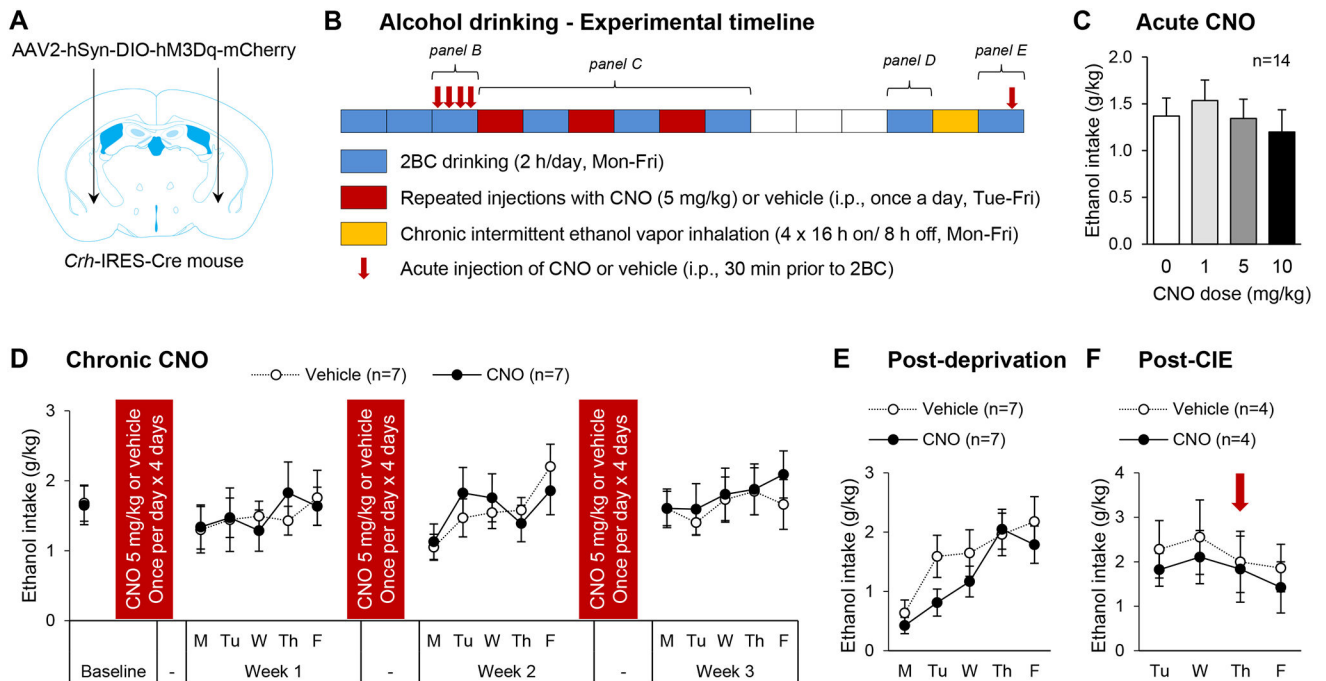 A
AAV2-hSyn-DIO-hM3Dq-mCherry
Crh-IRES-Cre mouse
B Alcohol drinking - Experimental timeline
panel B
panel C
panel D
panel E
2BC drinking (2 h/day, Mon-Fri)
Repeated injections with CNO (5 mg/kg) or vehicle (i.p., once a day, Tue-Fri)
Chronic intermittent ethanol vapor inhalation (4 x 16 h on/ 8 h off, Mon-Fri)
Acute injection of CNO or vehicle (i.p., 30 min prior to 2BC)
C Acute CNO
n=14
Ethanol intake (g/kg)
2.0
1.5
1.0
0.5
0.0
0 1 5 10
CNO dose (mg/kg)
D Chronic CNO
Vehicle (n=7) CNO (n=7)
Ethanol intake (g/kg)
3
2
1
0
CNO 5 mg/kg or vehicle
Once per day x 4 days
CNO 5 mg/kg or vehicle
Once per day x 4 days
CNO 5 mg/kg or vehicle
Once per day x 4 days
M Tu W Th F M Tu W Th F M Tu W Th F
Baseline - Week 1 - Week 2 - Week 3
E Post-deprivation
Vehicle (n=7)
CNO (n=7)
Ethanol intake (g/kg)
3
2
1
0
M Tu W Th F
F Post-CIE
Vehicle (n=4)
CNO (n=4)
Ethanol intake (g/kg)
4
3
2
1
0
Tu W Th F